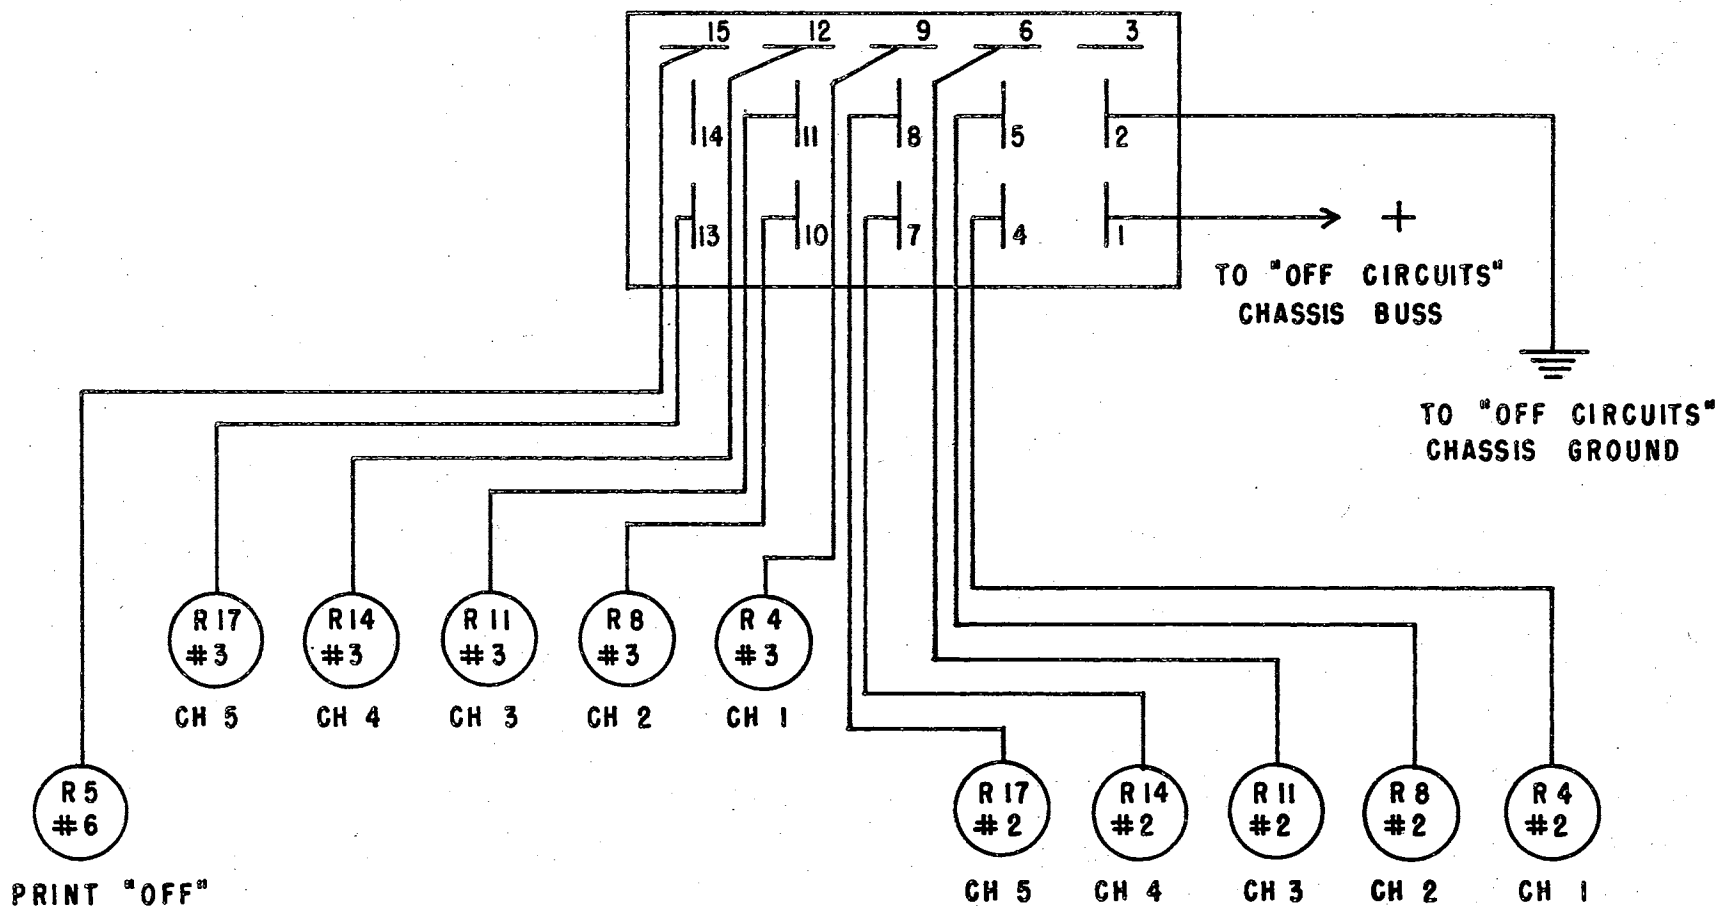 15 12 9 6 3
14 11 8 5 2
13 10 7 4 1
+
TO "OFF CIRCUITS"
CHASSIS BUSS
TO "OFF CIRCUITS"
CHASSIS GROUND
R 17 R 14 R 11 R 8 R 4
#3 #3 #3 #3 #3
CH 5 CH 4 CH 3 CH 2 CH 1
R 5 R 17 R 14 R 11 R 8 R 4
#6 #2 #2 #2 #2 #2
PRINT "OFF" CH 5 CH 4 CH 3 CH 2 CH 1